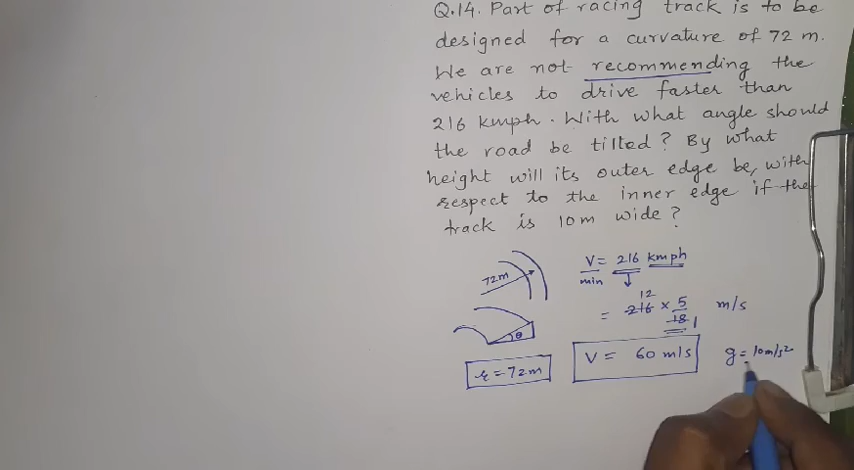 Q.14. Part of racing track is to be
designed for a curvature of 72 m.
We are not recommending the
vehicles to drive faster than
216 kmph. With what angle should
the road be tilted? By what
height will its outer edge be, with
respect to the inner edge if the
track is 10m wide?
72m
V = 216 kmph
min
12
= 216 × 5 m/s
18 1
θ
r = 72m
V = 60 m/s
g = 10m/s²